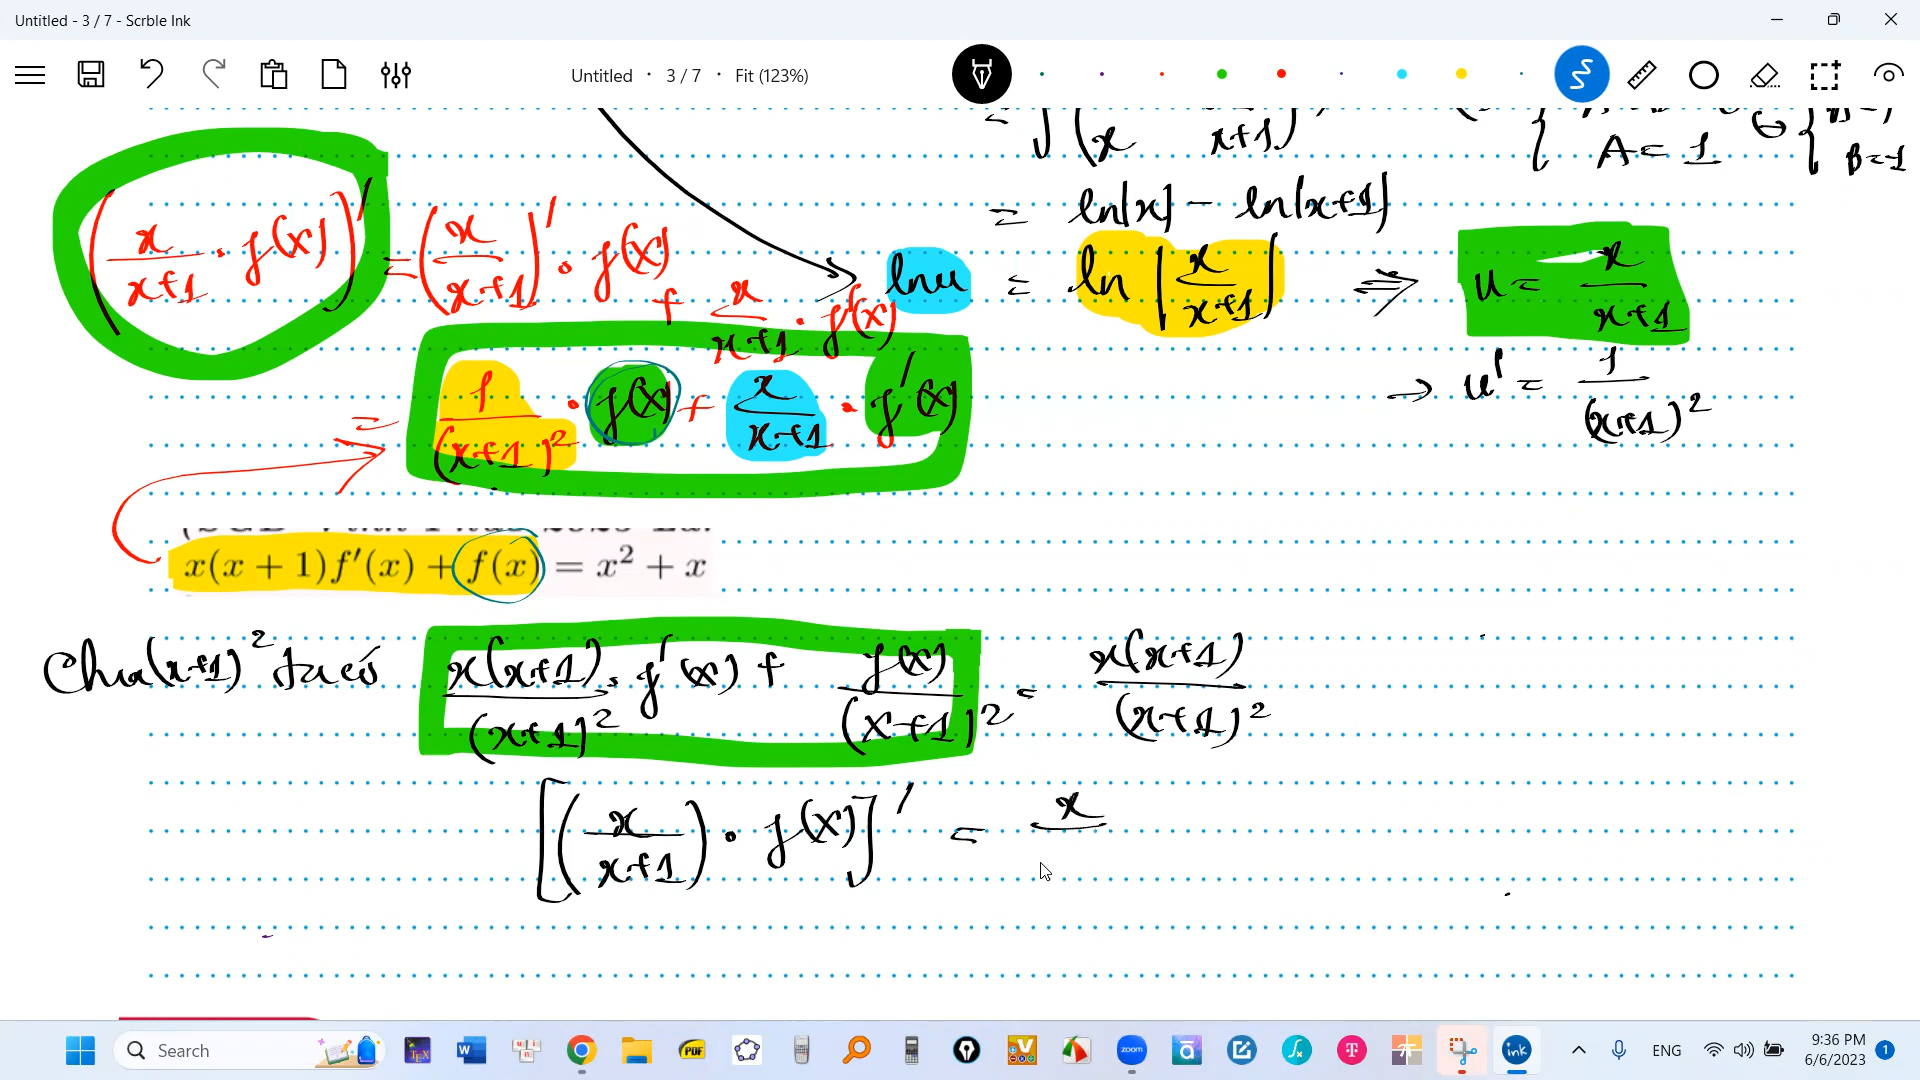 Untitled - 3 / 7 - Scrble Ink
Untitled · 3 / 7 · Fit (123%)
= ∫ ( x x+1 )
A = 1 ⇔ B = 1
= ln|x| - ln|x+1|
( x/(x+1) · f(x) )' = ( x/(x+1) )' · f(x)
+ x/(x+1) · f'(x)
ln u = ln | x/(x+1) | ⇒ u = x/(x+1)
= 1/(x+1)² · f(x) + x/(x+1) · f'(x)
→ u' = 1/(x+1)²
x(x + 1)f′(x) + f(x) = x² + x
Chia (x+1)²
x(x+1)/(x+1)² · f'(x) + f(x)/(x+1)² = x(x+1)/(x+1)²
[ ( x/(x+1) ) · f(x) ]' = x
Search
ENG
9:36 PM
6/6/2023
1